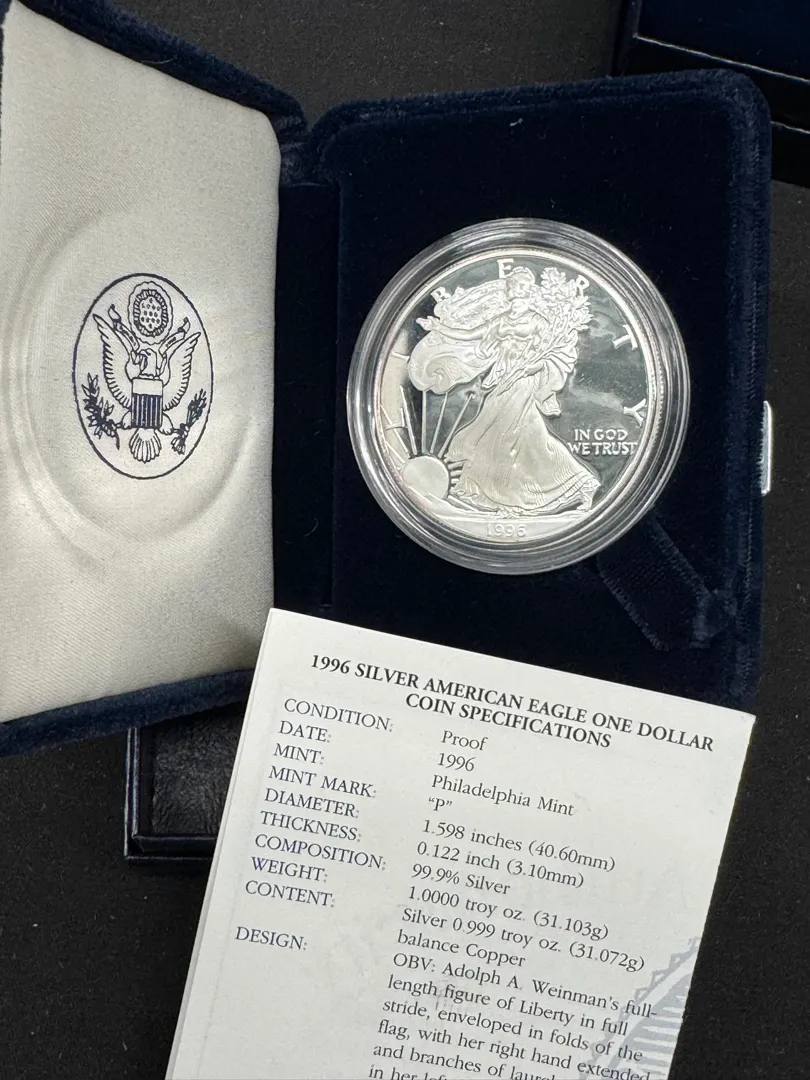 LIBERTY
IN GOD
WE TRUST
1996
1996 SILVER AMERICAN EAGLE ONE DOLLAR
COIN SPECIFICATIONS
CONDITION: Proof
DATE: 1996
MINT: Philadelphia Mint
MINT MARK: "P"
DIAMETER: 1.598 inches (40.60mm)
THICKNESS: 0.122 inch (3.10mm)
COMPOSITION: 99.9% Silver
WEIGHT: 1.0000 troy oz. (31.103g)
CONTENT: Silver 0.999 troy oz. (31.072g)
balance Copper
DESIGN: OBV: Adolph A. Weinman's full-
length figure of Liberty in full
stride, enveloped in folds of the
flag, with her right hand extended
and branches of laurel
in her